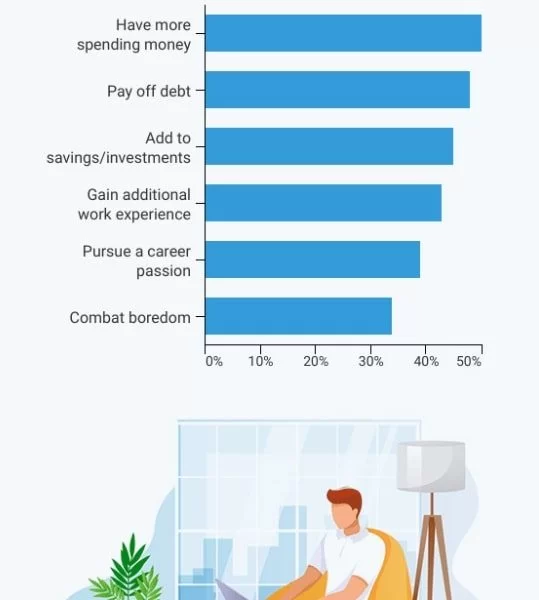 Have more
spending money
Pay off debt
Add to
savings/investments
Gain additional
work experience
Pursue a career
passion
Combat boredom
0% 10% 20% 30% 40% 50%